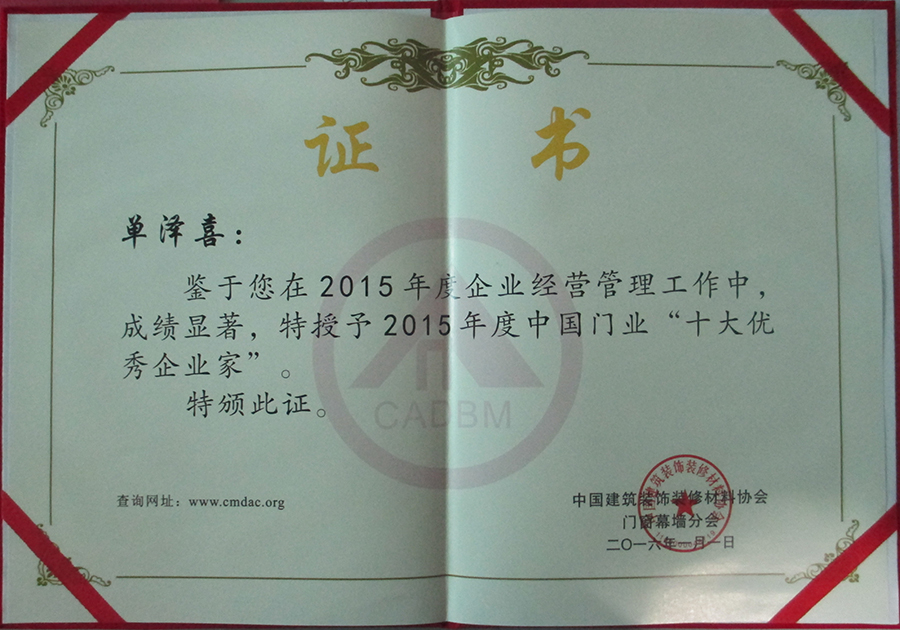 证书
单泽喜：
鉴于您在2015年度企业经营管理工作中，
成绩显著，特授予2015年度中国门业“十大优
秀企业家”。
特颁此证。
CADBM
查询网址：www.cmdac.org
中国建筑装饰装修材料协会
门窗幕墙分会
二〇一六年一月一日